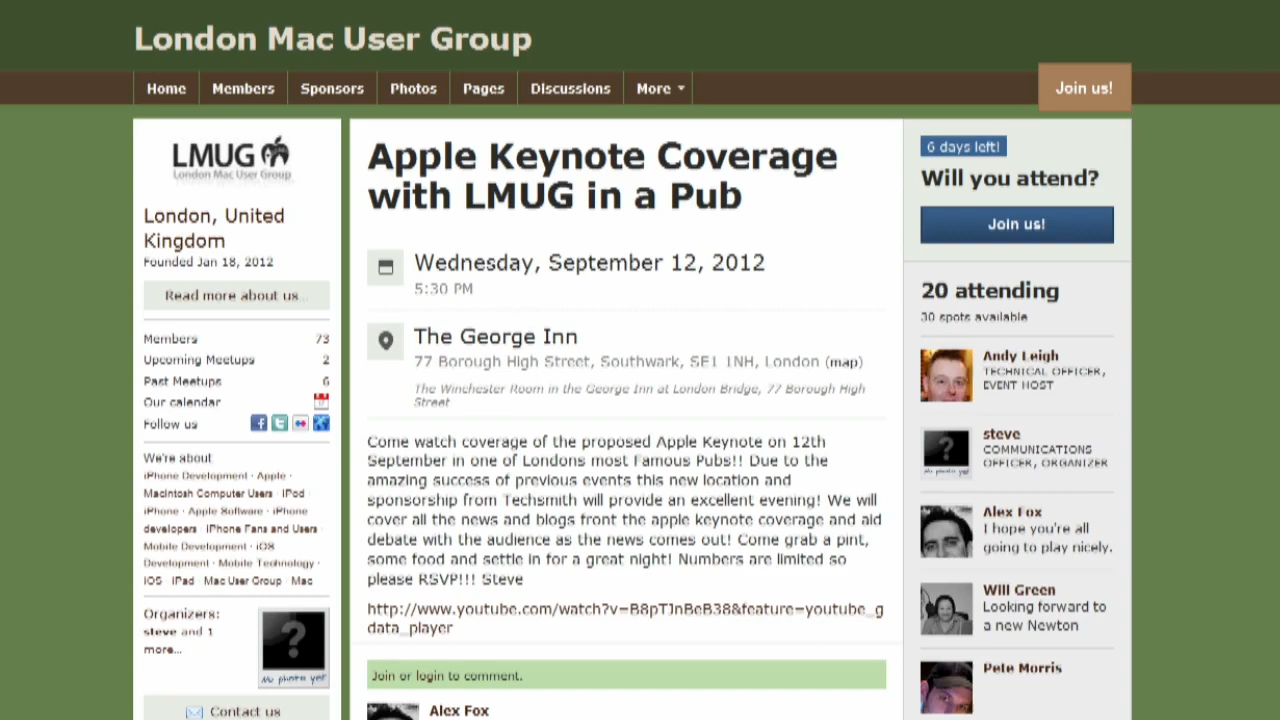 London Mac User Group
Home
Members
Sponsors
Photos
Pages
Discussions
More
Join us!
LMUG
London Mac User Group
London, United
Kingdom
Founded Jan 18, 2012
Read more about us...
Members 73
Upcoming Meetups 2
Past Meetups 6
Our calendar
Follow us
We're about
iPhone Development · Apple ·
Macintosh Computer Users · iPod ·
iPhone · Apple Software · iPhone
developers · iPhone Fans and Users ·
Mobile Development · iOS
Development · Mobile Technology ·
iOS · iPad · Mac User Group · Mac
Organizers:
steve and 1
more...
No photo yet
Contact us
Apple Keynote Coverage
with LMUG in a Pub
Wednesday, September 12, 2012
5:30 PM
The George Inn
77 Borough High Street, Southwark, SE1 1NH, London (map)
The Winchester Room in the George Inn at London Bridge, 77 Borough High
Street
Come watch coverage of the proposed Apple Keynote on 12th
September in one of Londons most Famous Pubs!! Due to the
amazing success of previous events this new location and
sponsorship from Techsmith will provide an excellent evening! We will
cover all the news and blogs front the apple keynote coverage and aid
debate with the audience as the news comes out! Come grab a pint,
some food and settle in for a great night! Numbers are limited so
please RSVP!!! Steve
http://www.youtube.com/watch?v=B8pTJnBeB38&feature=youtube_g
data_player
Join or login to comment.
Alex Fox
6 days left!
Will you attend?
Join us!
20 attending
30 spots available
Andy Leigh
TECHNICAL OFFICER,
EVENT HOST
steve
COMMUNICATIONS
OFFICER, ORGANIZER
No photo yet
Alex Fox
I hope you're all
going to play nicely.
Will Green
Looking forward to
a new Newton
Pete Morris